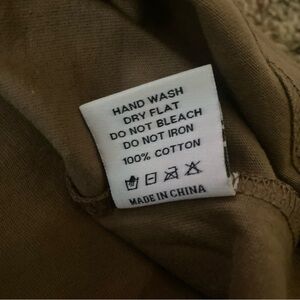 HAND WASH
DRY FLAT
DO NOT BLEACH
DO NOT IRON
100% COTTON
MADE IN CHINA